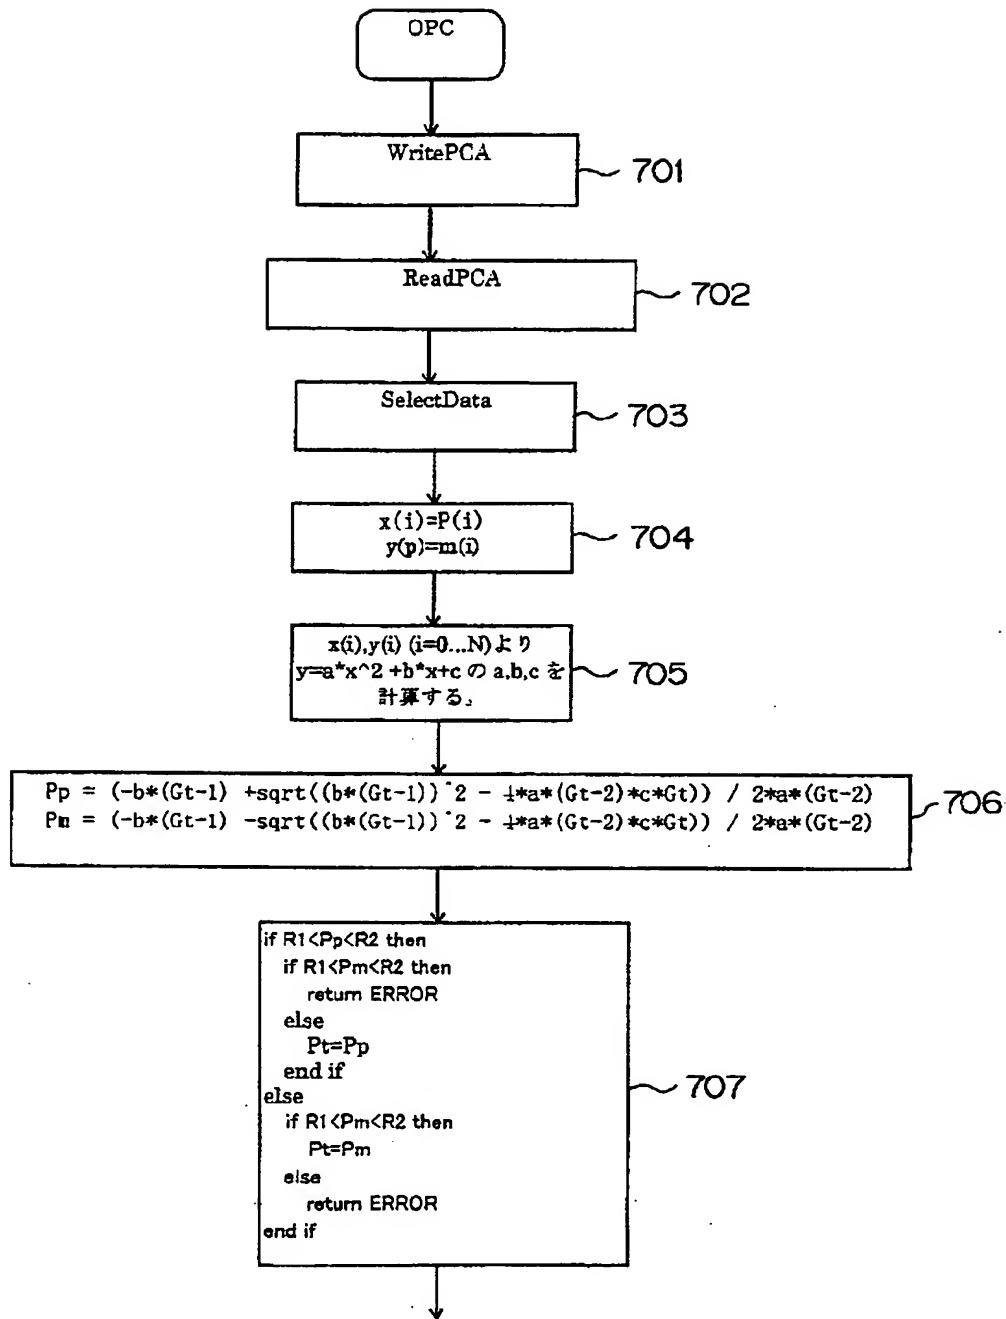 OPC
WritePCA
701
ReadPCA
702
SelectData
703
x(i)=P(i)
y(p)=m(i)
704
x(i),y(i) (i=0...N)より
y=a*x^2 +b*x+c の a,b,c を
計算する。
705
Pp = (-b*(Gt-1) +sqrt((b*(Gt-1))^2 - 4*a*(Gt-2)*c*Gt)) / 2*a*(Gt-2)
Pm = (-b*(Gt-1) -sqrt((b*(Gt-1))^2 - 4*a*(Gt-2)*c*Gt)) / 2*a*(Gt-2)
706
if R1<Pp<R2 then
if R1<Pm<R2 then
return ERROR
else
Pt=Pp
end if
else
if R1<Pm<R2 then
Pt=Pm
else
return ERROR
end if
707